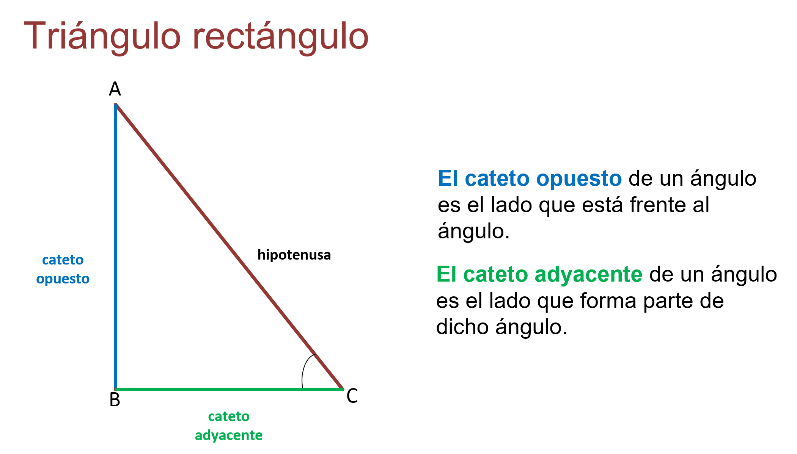 Triángulo rectángulo
A
cateto
opuesto
hipotenusa
B
C
cateto
adyacente
El cateto opuesto de un ángulo
es el lado que está frente al
ángulo.
El cateto adyacente de un ángulo
es el lado que forma parte de
dicho ángulo.